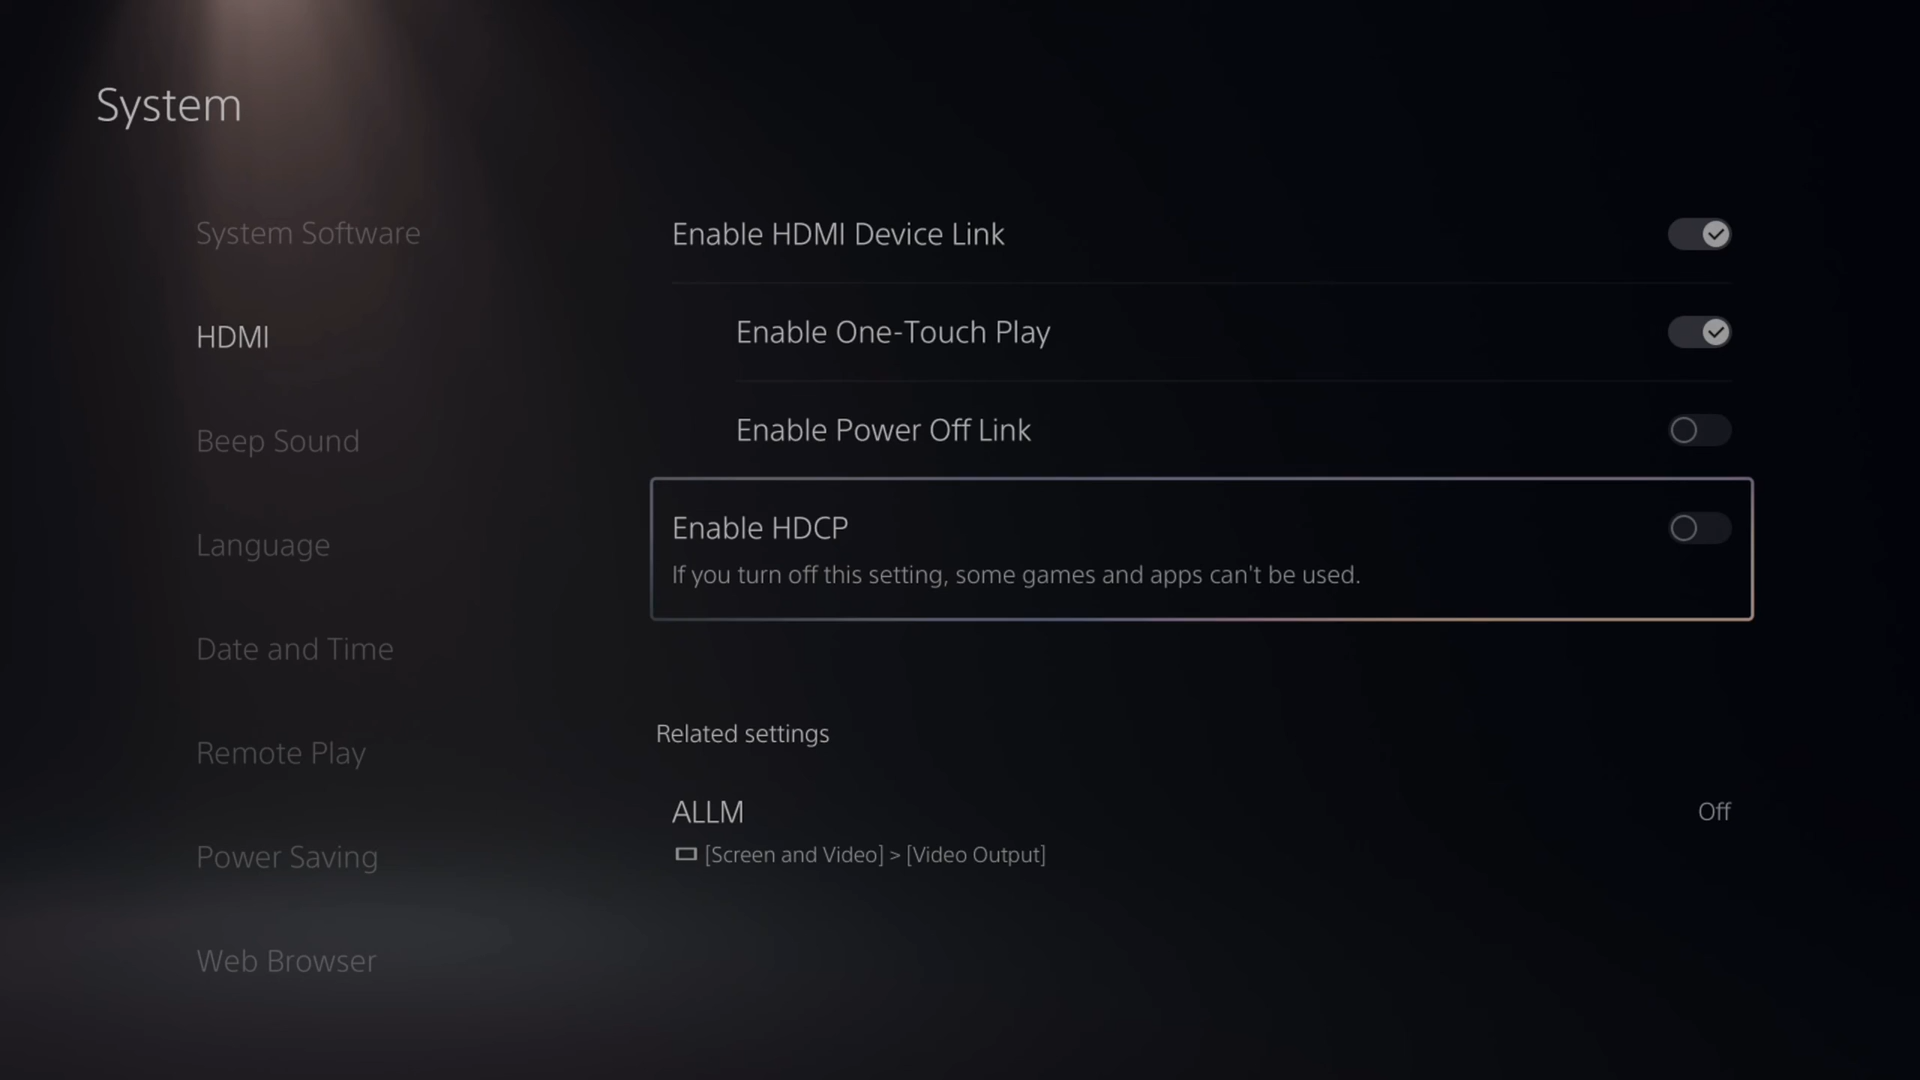 System
System Software
HDMI
Beep Sound
Language
Date and Time
Remote Play
Power Saving
Web Browser
Enable HDMI Device Link
Enable One-Touch Play
Enable Power Off Link
Enable HDCP
If you turn off this setting, some games and apps can't be used.
Related settings
ALLM
Off
[Screen and Video] > [Video Output]